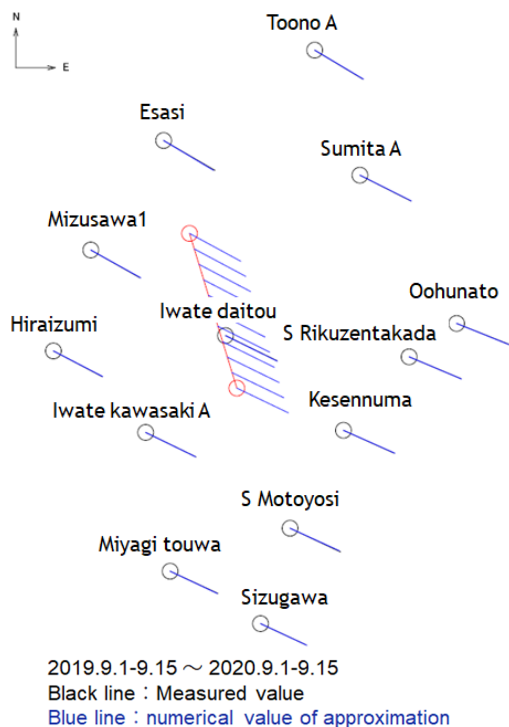 N
E
Toono A
Esasi
Sumita A
Mizusawa1
Oohunato
Iwate daitou
Hiraizumi
S Rikuzentakada
Iwate kawasaki A
Kesennuma
S Motoyosi
Miyagi touwa
Sizugawa
2019.9.1-9.15 ～ 2020.9.1-9.15
Black line：Measured value
Blue line：numerical value of approximation